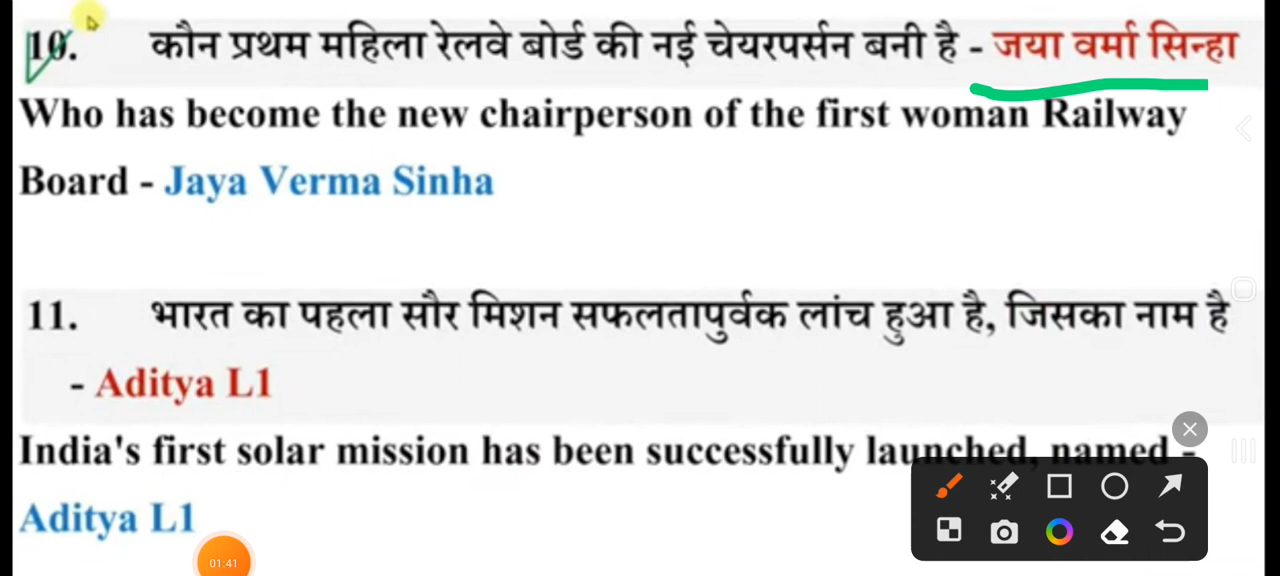 10. कौन प्रथम महिला रेलवे बोर्ड की नई चेयरपर्सन बनी है - जया वर्मा सिन्हा
Who has become the new chairperson of the first woman Railway
Board - Jaya Verma Sinha
11. भारत का पहला सौर मिशन सफलतापुर्वक लांच हुआ है, जिसका नाम है
- Aditya L1
India's first solar mission has been successfully launched, named -
Aditya L1
01:41